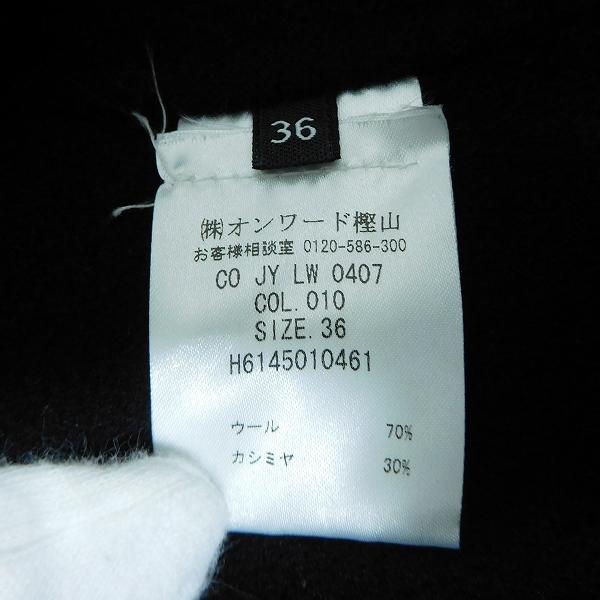 36
㈱オンワード樫山
お客様相談室 0120-586-300
CO JY LW 0407
COL.010
SIZE.36
H6145010461
ウール 70%
カシミヤ 30%